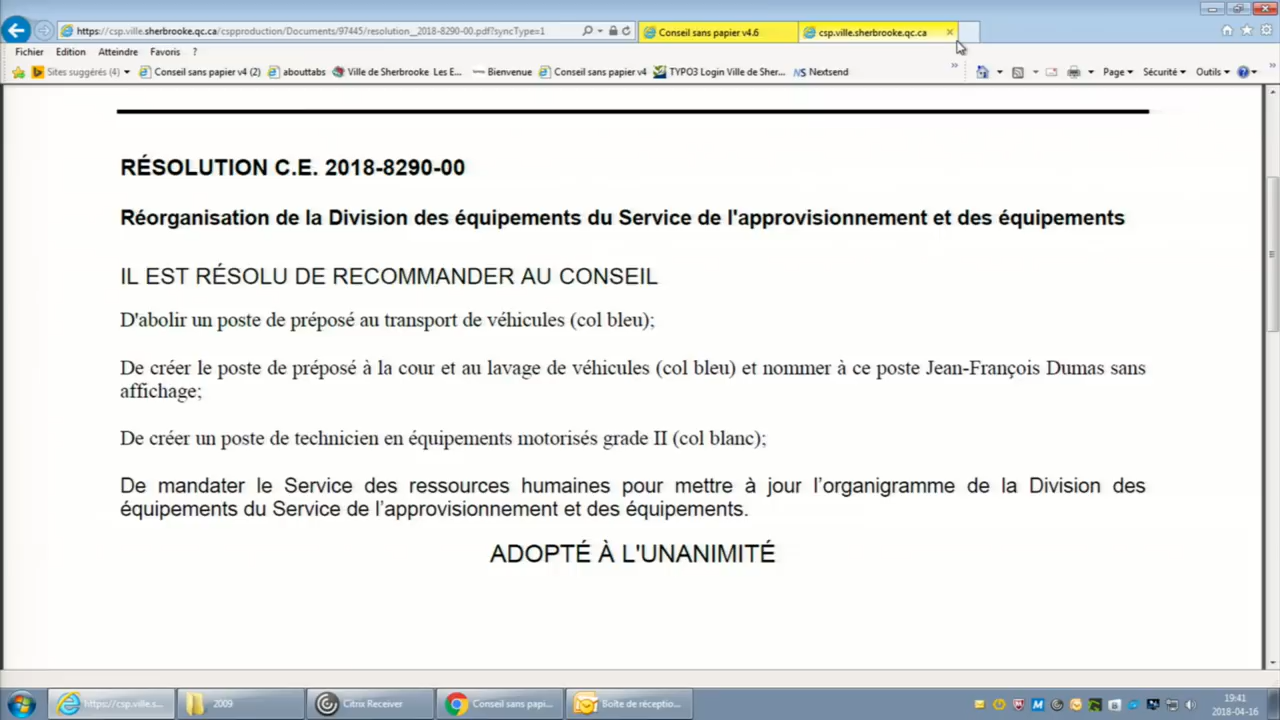 https://csp.ville.sherbrooke.qc.ca/cspproduction/Documents/97445/resolution__2018-8290-00.pdf?syncType=1
Conseil sans papier v4.6
csp.ville.sherbrooke.qc.ca
Fichier Edition Atteindre Favoris ?
Sites suggérés (4) Conseil sans papier v4 (2) abouttabs Ville de Sherbrooke Les E... Bienvenue Conseil sans papier v4 TYPO3 Login Ville de Sher... NS Nextsend
Page Sécurité Outils
RÉSOLUTION C.E. 2018-8290-00
Réorganisation de la Division des équipements du Service de l'approvisionnement et des équipements
IL EST RÉSOLU DE RECOMMANDER AU CONSEIL
D'abolir un poste de préposé au transport de véhicules (col bleu);
De créer le poste de préposé à la cour et au lavage de véhicules (col bleu) et nommer à ce poste Jean-François Dumas sans
affichage;
De créer un poste de technicien en équipements motorisés grade II (col blanc);
De mandater le Service des ressources humaines pour mettre à jour l’organigramme de la Division des
équipements du Service de l’approvisionnement et des équipements.
ADOPTÉ À L'UNANIMITÉ
https://csp.ville.s... 2009 Citrix Receiver Conseil sans papi... Boîte de réceptio...
19:41
2018-04-16